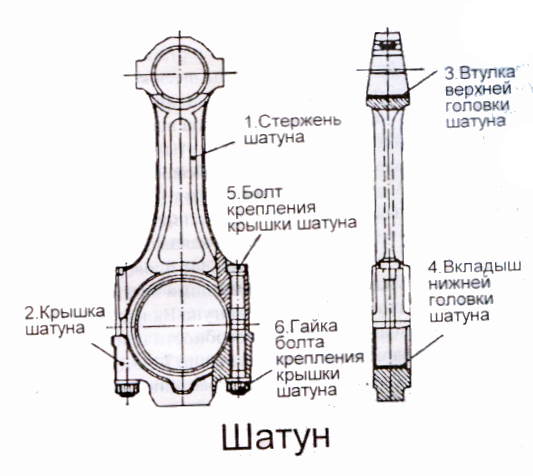 3.Втулка
верхней
головки
шатуна
1.Стержень
шатуна
5.Болт
крепления
крышки шатуна
4.Вкладыш
нижней
головки
шатуна
2.Крышка
шатуна
6.Гайка
болта
крепления
крышки
шатуна
Шатун